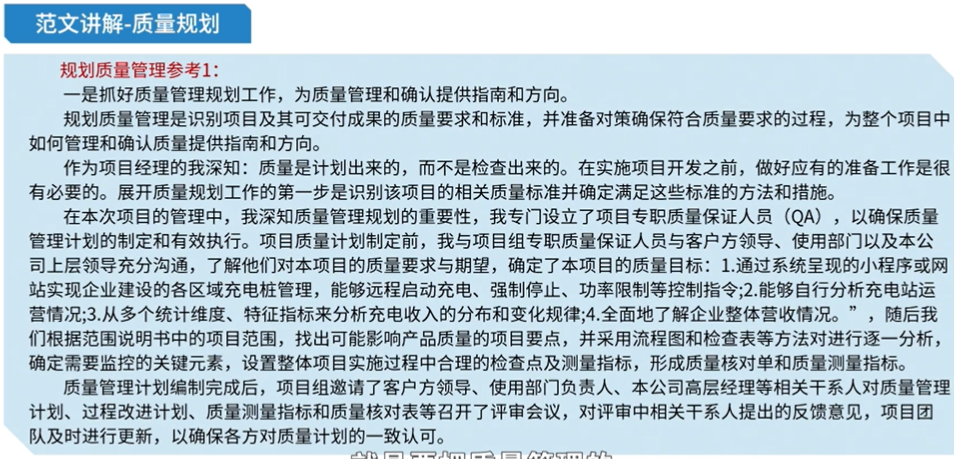 范文讲解-质量规划
规划质量管理参考1：
一是抓好质量管理规划工作，为质量管理和确认提供指南和方向。
规划质量管理是识别项目及其可交付成果的质量要求和标准，并准备对策确保符合质量要求的过程，为整个项目中
如何管理和确认质量提供指南和方向。
作为项目经理的我深知：质量是计划出来的，而不是检查出来的。在实施项目开发之前，做好应有的准备工作是很
有必要的。展开质量规划工作的第一步是识别该项目的相关质量标准并确定满足这些标准的方法和措施。
在本次项目的管理中，我深知质量管理规划的重要性，我专门设立了项目专职质量保证人员（QA），以确保质量
管理计划的制定和有效执行。项目质量计划制定前，我与项目组专职质量保证人员与客户方领导、使用部门以及本公
司上层领导充分沟通，了解他们对本项目的质量要求与期望，确定了本项目的质量目标：1.通过系统呈现的小程序或网
站实现企业建设的各区域充电桩管理，能够远程启动充电、强制停止、功率限制等控制指令;2.能够自行分析充电站运
营情况;3.从多个统计维度、特征指标来分析充电收入的分布和变化规律;4.全面地了解企业整体营收情况。”，随后我
们根据范围说明书中的项目范围，找出可能影响产品质量的项目要点，并采用流程图和检查表等方法对进行逐一分析，
确定需要监控的关键元素，设置整体项目实施过程中合理的检查点及测量指标，形成质量核对单和质量测量指标。
质量管理计划编制完成后，项目组邀请了客户方领导、使用部门负责人、本公司高层经理等相关干系人对质量管理
计划、过程改进计划、质量测量指标和质量核对表等召开了评审会议，对评审中相关干系人提出的反馈意见，项目团
队及时进行更新，以确保各方对质量计划的一致认可。
就是要把质量管理的